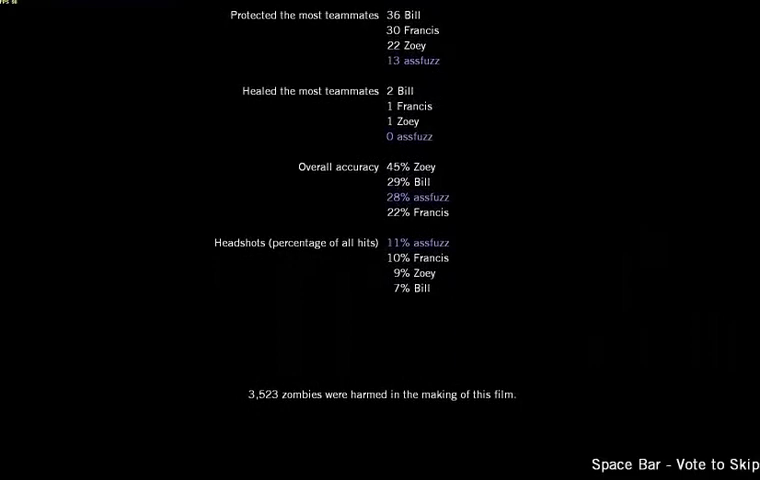 Protected the most teammates 36 Bill
30 Francis
22 Zoey
13 assfuzz
Healed the most teammates 2 Bill
1 Francis
1 Zoey
0 assfuzz
Overall accuracy 45% Zoey
29% Bill
28% assfuzz
22% Francis
Headshots (percentage of all hits) 11% assfuzz
10% Francis
9% Zoey
7% Bill
3,523 zombies were harmed in the making of this film.
Space Bar - Vote to Skip